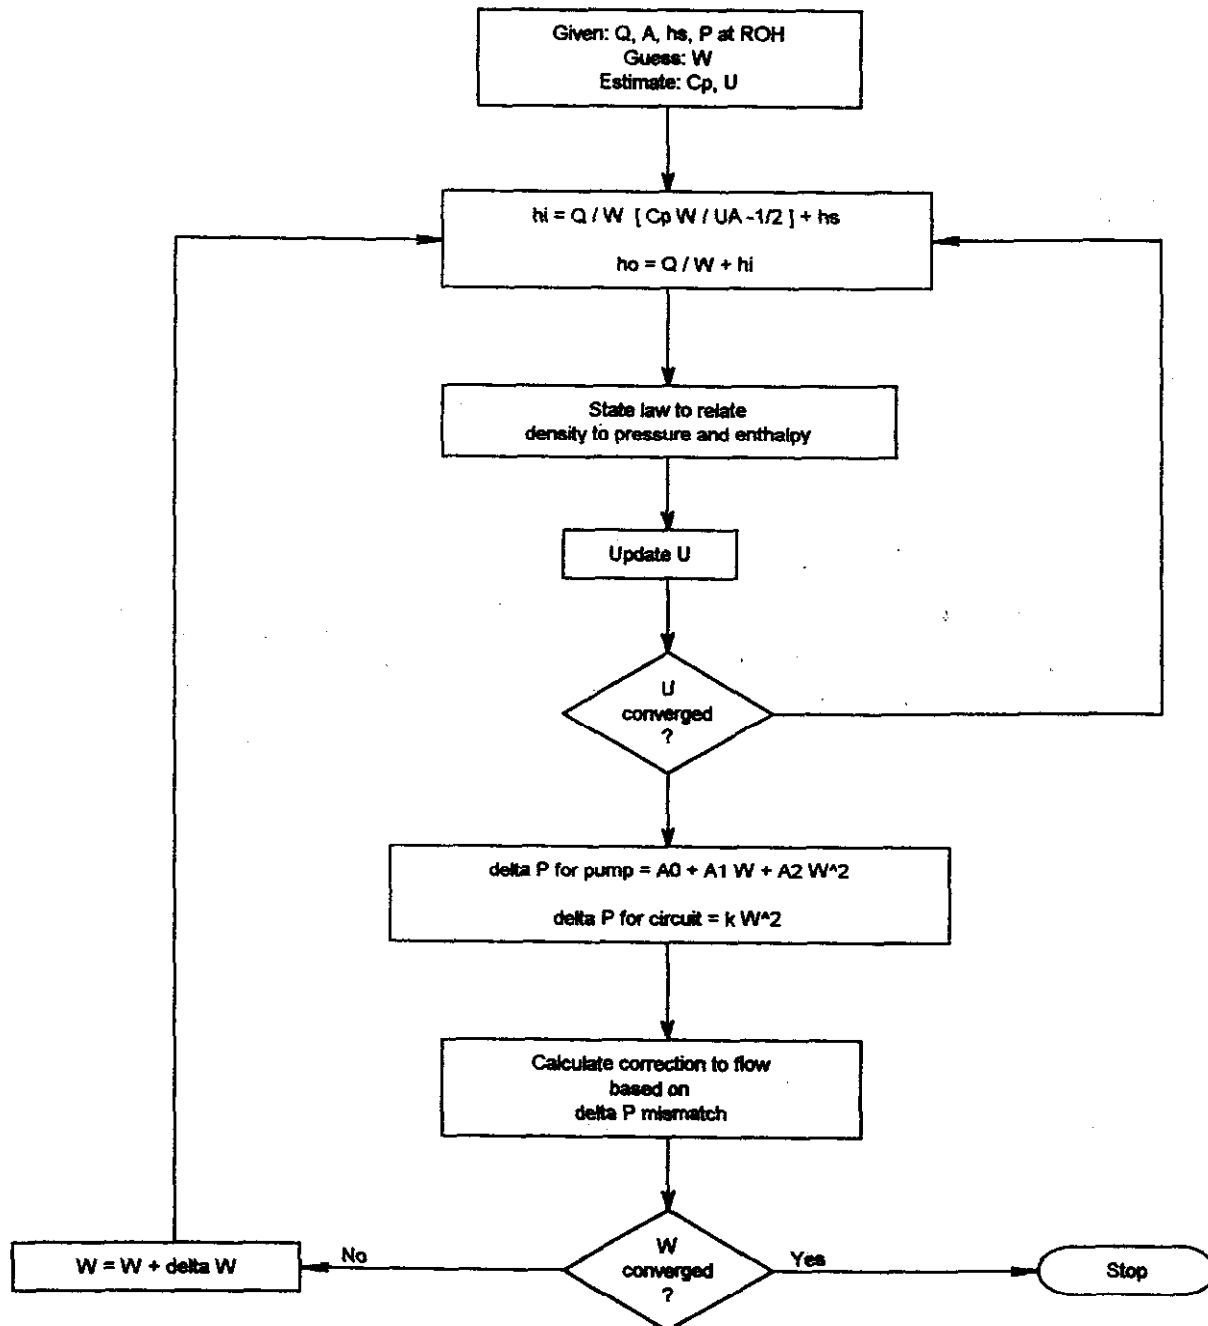 Given: Q, A, hs, P at ROH
Guess: W
Estimate: Cp, U
hi = Q / W [ Cp W / UA -1/2 ] + hs
ho = Q / W + hi
State law to relate
density to pressure and enthalpy
Update U
U
converged
?
delta P for pump = A0 + A1 W + A2 W^2
delta P for circuit = k W^2
Calculate correction to flow
based on
delta P mismatch
W = W + delta W
No
W
converged
?
Yes
Stop